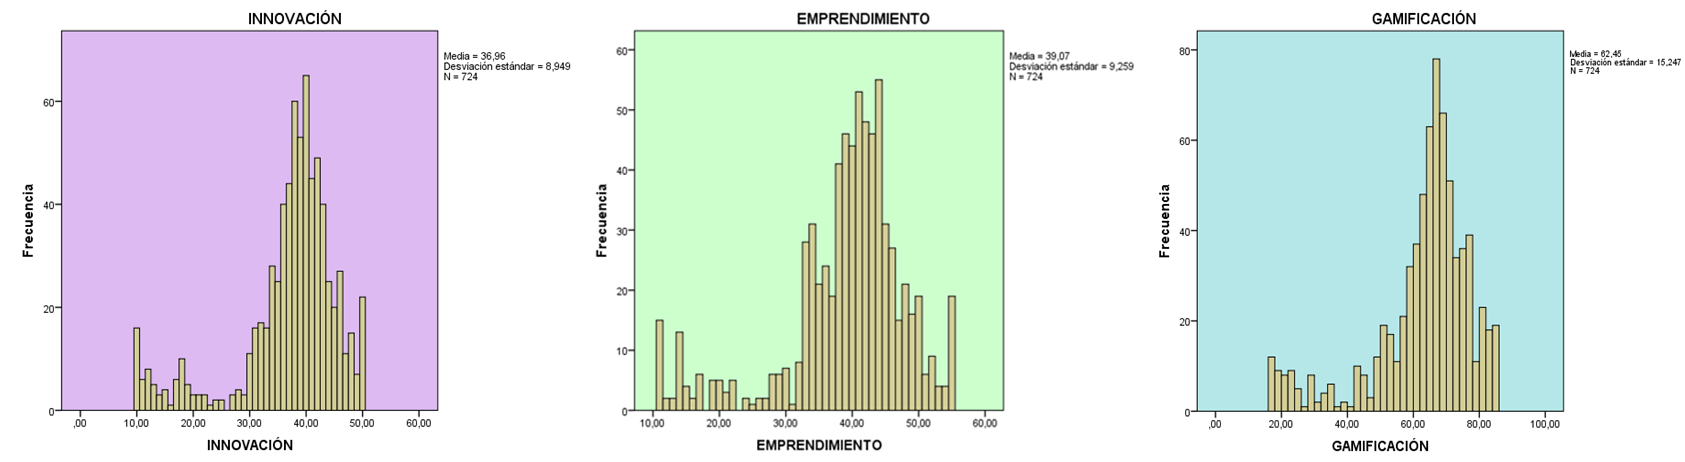 INNOVACIÓN
Media = 36,96
Desviación estándar = 8,949
N = 724
Frecuencia
60
40
20
0
,00 10,00 20,00 30,00 40,00 50,00 60,00
INNOVACIÓN
EMPRENDIMIENTO
Media = 39,07
Desviación estándar = 9,259
N = 724
Frecuencia
60
50
40
30
20
10
0
10,00 20,00 30,00 40,00 50,00 60,00
EMPRENDIMIENTO
GAMIFICACIÓN
Media = 62,45
Desviación estándar = 15,247
N = 724
Frecuencia
80
60
40
20
0
,00 20,00 40,00 60,00 80,00 100,00
GAMIFICACIÓN